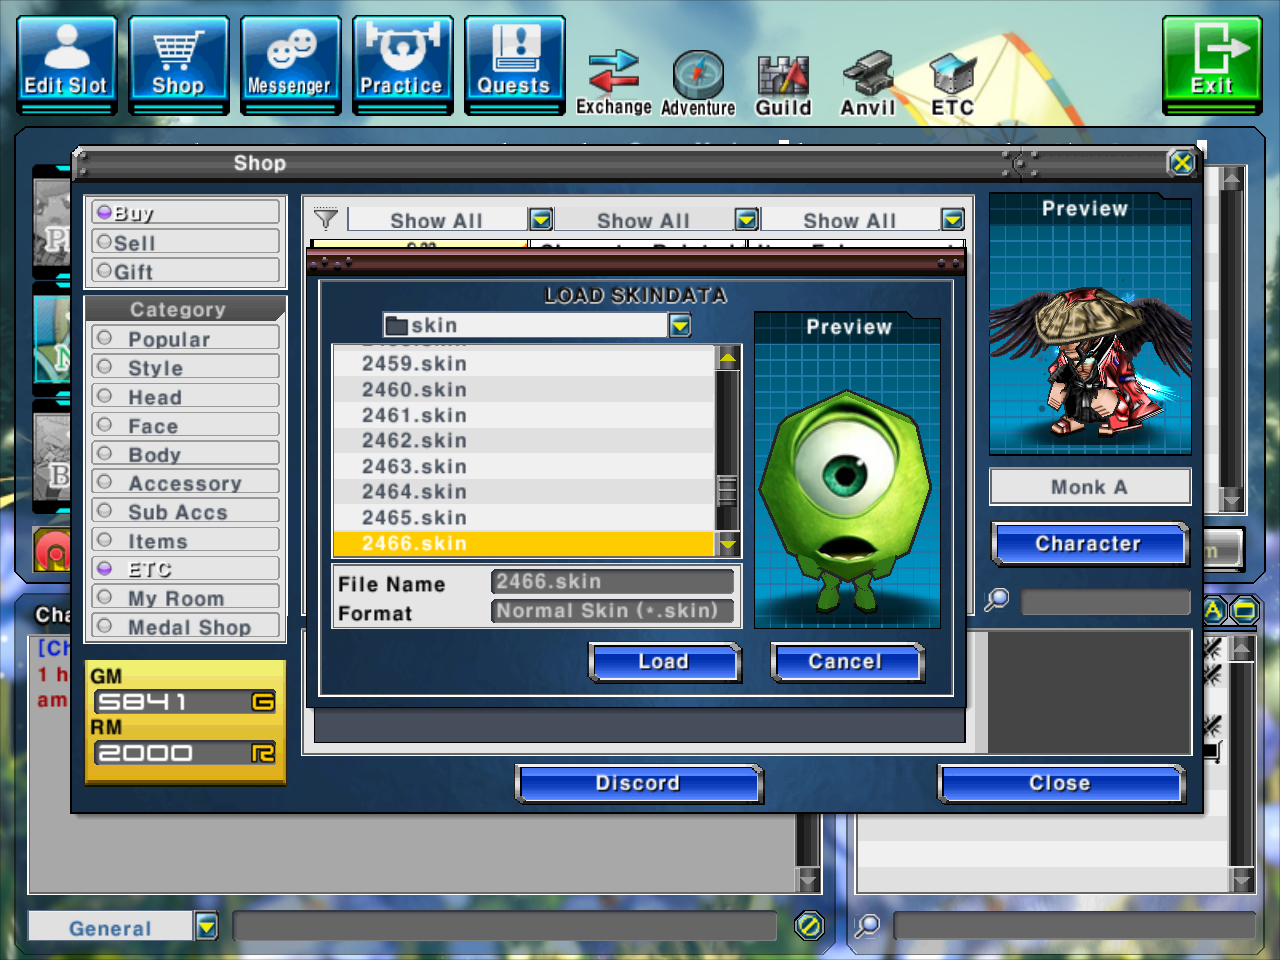 Edit Slot
Shop
Messenger
Practice
Quests
Exchange
Adventure
Guild
Anvil
ETC
Exit
Shop
Buy
Sell
Gift
Category
Popular
Style
Head
Face
Body
Accessory
Sub Accs
Items
ETC
My Room
Medal Shop
GM
5841 G
RM
2000 R
Show All
Show All
Show All
LOAD SKINDATA
skin
2459.skin
2460.skin
2461.skin
2462.skin
2463.skin
2464.skin
2465.skin
2466.skin
File Name 2466.skin
Format Normal Skin (*.skin)
Preview
Load
Cancel
Preview
Monk A
Character
Discord
Close
Cha
[Ch
1 h
am
A
General